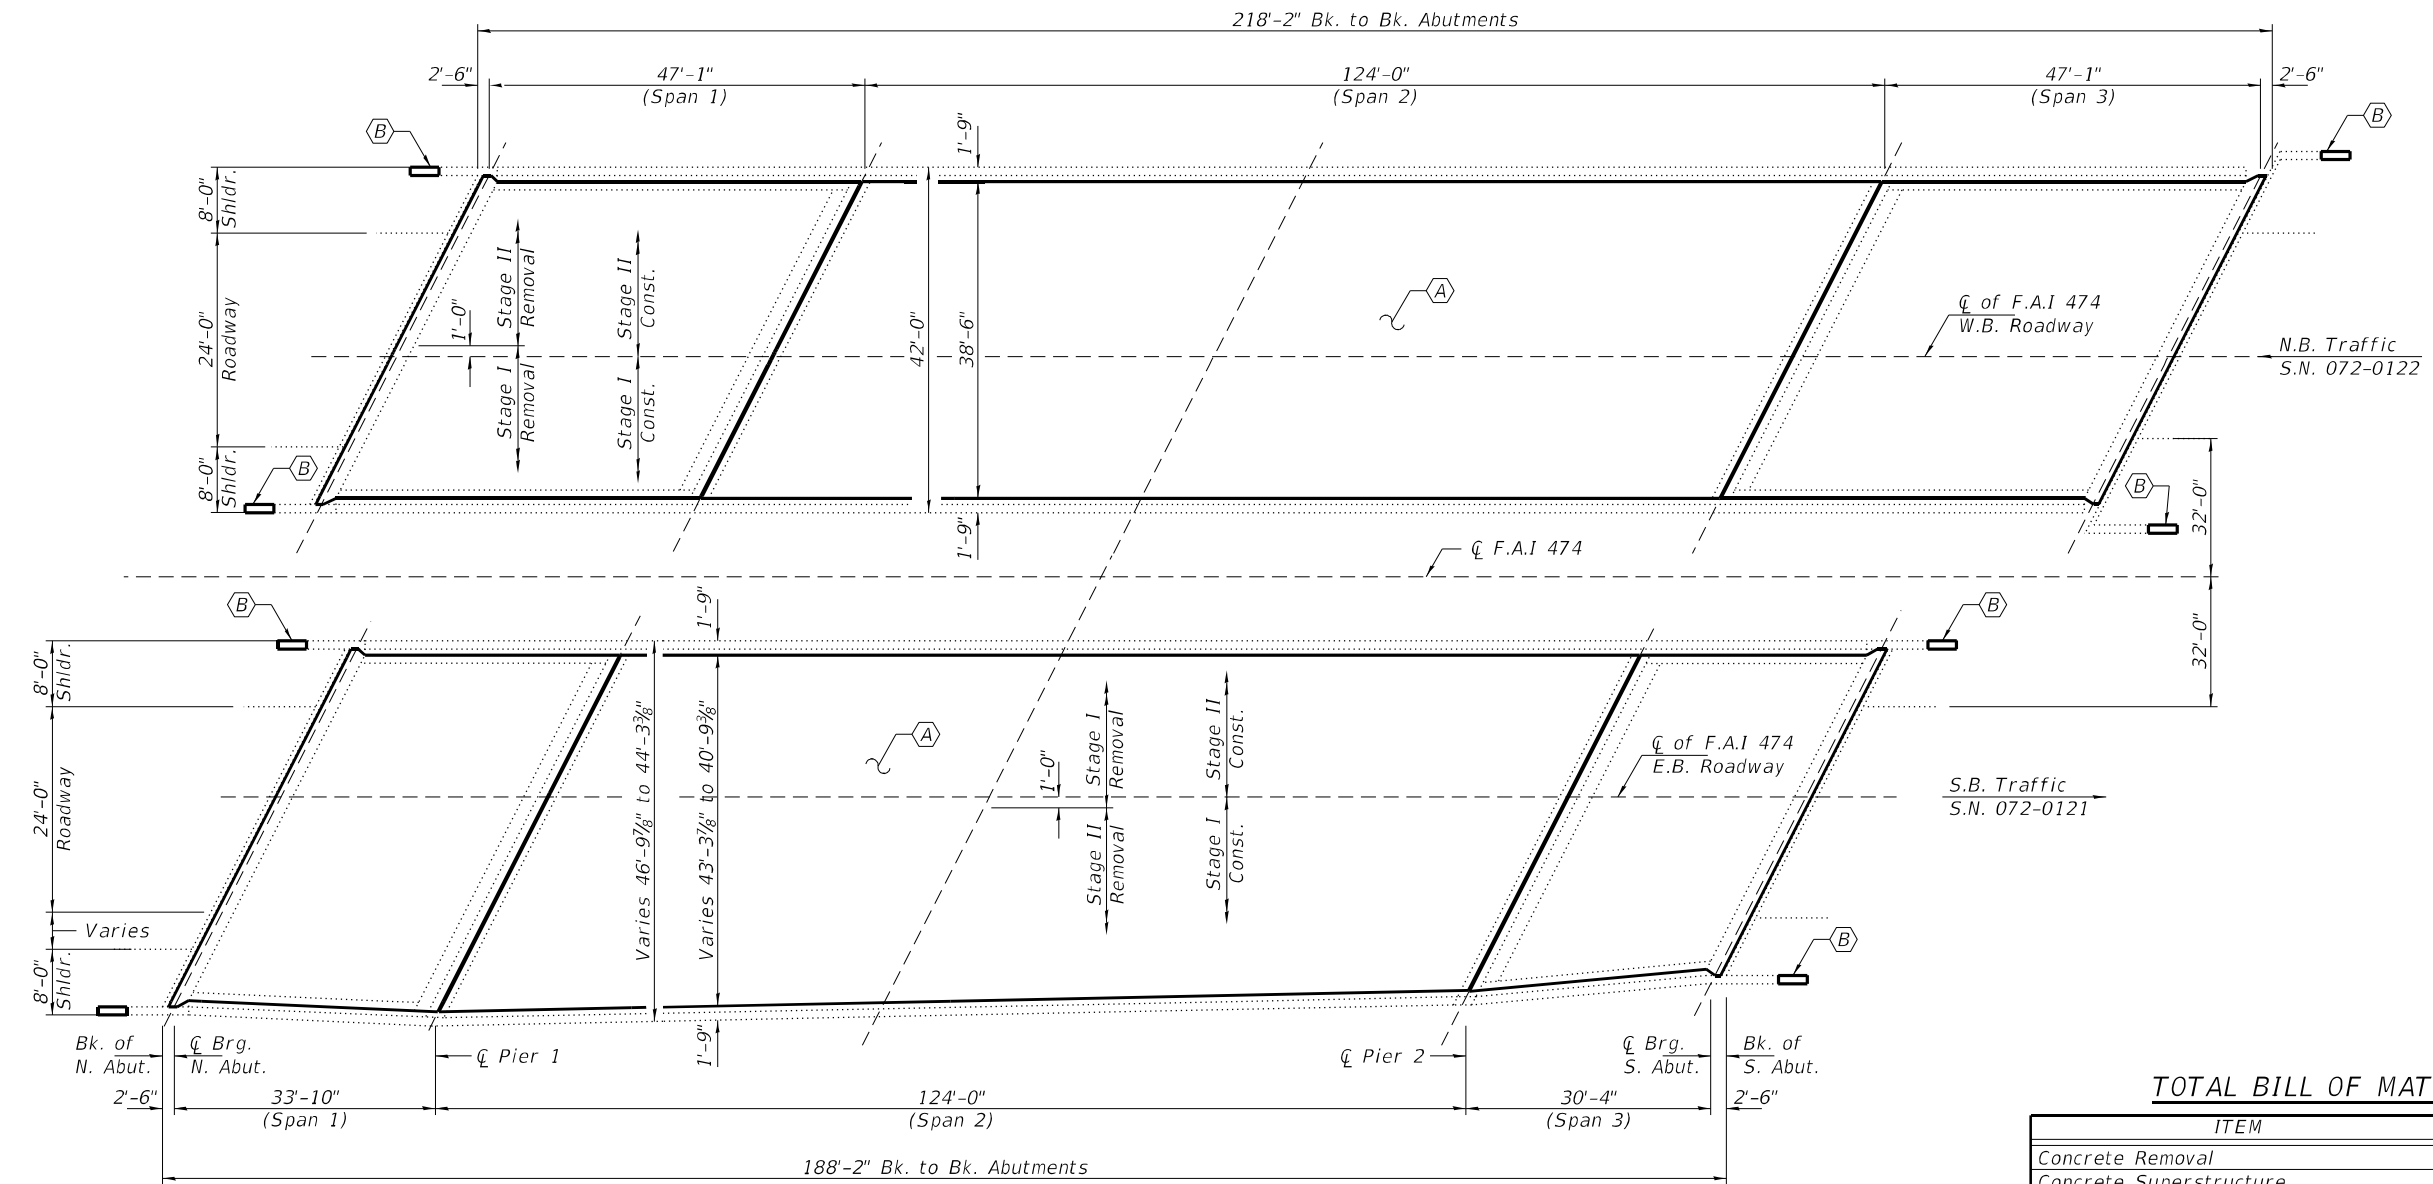 218'-2" Bk. to Bk. Abutments
2'-6"
47'-1"
(Span 1)
124'-0"
(Span 2)
47'-1"
(Span 3)
2'-6"
B
B
1'-9"
8'-0"
Shldr.
24'-0"
Roadway
8'-0"
Shldr.
B
Stage II
Removal
Stage II
Const.
1'-0"
Stage I
Removal
Stage I
Const.
42'-0"
38'-6"
A
℄ of F.A.I 474
W.B. Roadway
N.B. Traffic
S.N. 072-0122
B
32'-0"
1'-9"
℄ F.A.I 474
B
1'-9"
B
32'-0"
8'-0"
Shldr.
24'-0"
Roadway
Varies
8'-0"
Shldr.
Varies 46'-9⅞" to 44'-3⅜"
Varies 43'-3⅞" to 40'-9⅜"
A
Stage I
Removal
Stage II
Const.
1'-0"
Stage II
Removal
Stage I
Const.
℄ of F.A.I 474
E.B. Roadway
S.B. Traffic
S.N. 072-0121
B
1'-9"
Bk. of
N. Abut.
℄ Brg.
N. Abut.
℄ Pier 1
℄ Pier 2
℄ Brg.
S. Abut.
Bk. of
S. Abut.
2'-6"
33'-10"
(Span 1)
124'-0"
(Span 2)
30'-4"
(Span 3)
2'-6"
188'-2" Bk. to Bk. Abutments
TOTAL BILL OF MAT
ITEM
Concrete Removal
Concrete Superstructure